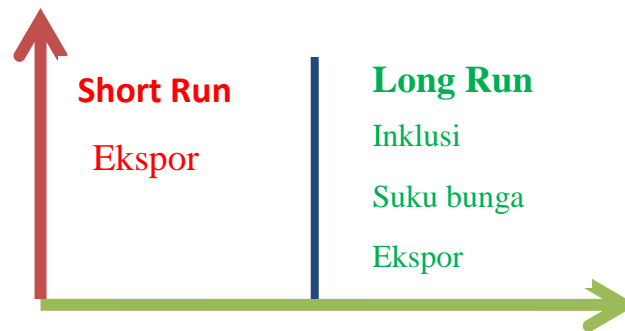 Short Run
Ekspor
Long Run
Inklusi
Suku bunga
Ekspor